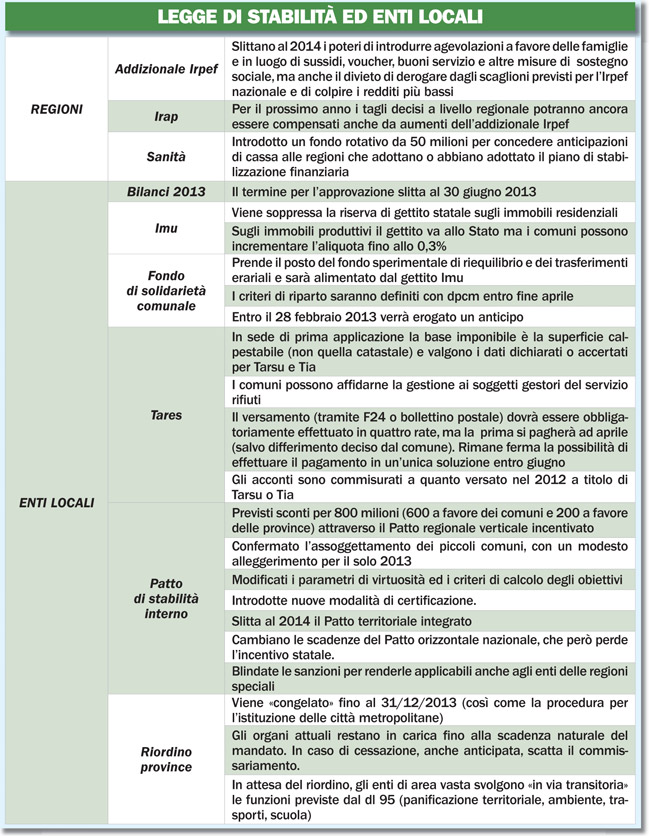 LEGGE DI STABILITÀ ED ENTI LOCALI
REGIONI
Addizionale Irpef
Slittano al 2014 i poteri di introdurre agevolazioni a favore delle famiglie
e in luogo di sussidi, voucher, buoni servizio e altre misure di sostegno
sociale, ma anche il divieto di derogare dagli scaglioni previsti per l'Irpef
nazionale e di colpire i redditi più bassi
Irap
Per il prossimo anno i tagli decisi a livello regionale potranno ancora
essere compensati anche da aumenti dell'addizionale Irpef
Sanità
Introdotto un fondo rotativo da 50 milioni per concedere anticipazioni
di cassa alle regioni che adottano o abbiano adottato il piano di stabi-
lizzazione finanziaria
ENTI LOCALI
Bilanci 2013
Il termine per l'approvazione slitta al 30 giugno 2013
Imu
Viene soppressa la riserva di gettito statale sugli immobili residenziali
Sugli immobili produttivi il gettito va allo Stato ma i comuni possono
incrementare l'aliquota fino allo 0,3%
Fondo
di solidarietà
comunale
Prende il posto del fondo sperimentale di riequilibrio e dei trasferimenti
erariali e sarà alimentato dal gettito Imu
I criteri di riparto saranno definiti con dpcm entro fine aprile
Entro il 28 febbraio 2013 verrà erogato un anticipo
Tares
In sede di prima applicazione la base imponibile è la superficie cal-
pestabile (non quella catastale) e valgono i dati dichiarati o accertati
per Tarsu e Tia
I comuni possono affidarne la gestione ai soggetti gestori del servizio
rifiuti
Il versamento (tramite F24 o bollettino postale) dovrà essere obbliga-
toriamente effettuato in quattro rate, ma la prima si pagherà ad aprile
(salvo differimento deciso dal comune). Rimane ferma la possibilità di
effettuare il pagamento in un'unica soluzione entro giugno
Gli acconti sono commisurati a quanto versato nel 2012 a titolo di
Tarsu o Tia
Patto
di stabilità
interno
Previsti sconti per 800 milioni (600 a favore dei comuni e 200 a favore
delle province) attraverso il Patto regionale verticale incentivato
Confermato l'assoggettamento dei piccoli comuni, con un modesto
alleggerimento per il solo 2013
Modificati i parametri di virtuosità ed i criteri di calcolo degli obiettivi
Introdotte nuove modalità di certificazione.
Slitta al 2014 il Patto territoriale integrato
Cambiano le scadenze del Patto orizzontale nazionale, che però perde
l'incentivo statale.
Blindate le sanzioni per renderle applicabili anche agli enti delle regioni
speciali
Riordino
province
Viene «congelato» fino al 31/12/2013 (così come la procedura per
l'istituzione delle città metropolitane)
Gli organi attuali restano in carica fino alla scadenza naturale del
mandato. In caso di cessazione, anche anticipata, scatta il commis-
sariamento.
In attesa del riordino, gli enti di area vasta svolgono «in via transitoria»
le funzioni previste dal dl 95 (panificazione territoriale, ambiente, tra-
sporti, scuola)